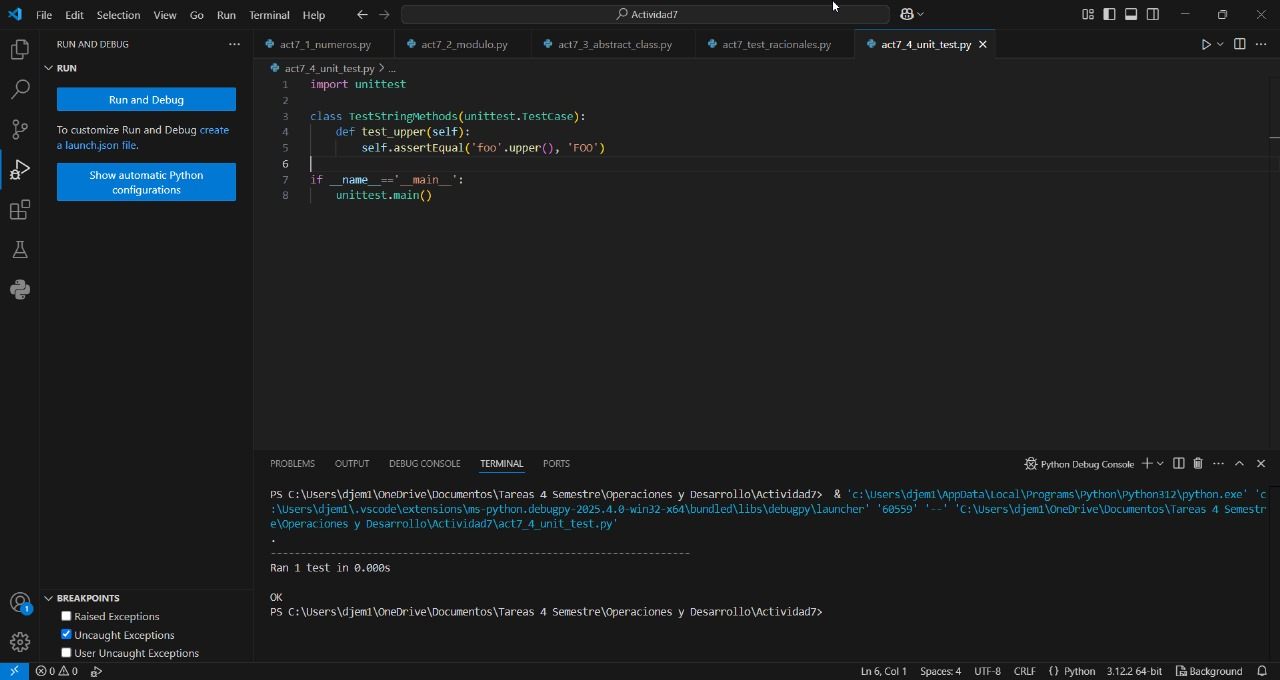 File Edit Selection View Go Run Terminal Help
Actividad7
RUN AND DEBUG
act7_1_numeros.py act7_2_modulo.py act7_3_abstract_class.py act7_test_racionales.py act7_4_unit_test.py
RUN
Run and Debug
To customize Run and Debug create
a launch.json file.
Show automatic Python
configurations
act7_4_unit_test.py > ...
1 import unittest
2
3 class TestStringMethods(unittest.TestCase):
4 def test_upper(self):
5 self.assertEqual('foo'.upper(), 'FOO')
6
7 if __name__=='__main__':
8 unittest.main()
PROBLEMS OUTPUT DEBUG CONSOLE TERMINAL PORTS
Python Debug Console
PS C:\Users\djem1\OneDrive\Documentos\Tareas 4 Semestre\Operaciones y Desarrollo\Actividad7> & 'c:\Users\djem1\AppData\Local\Programs\Python\Python312\python.exe' 'c
:\Users\djem1\.vscode\extensions\ms-python.debugpy-2025.4.0-win32-x64\bundled\libs\debugpy\launcher' '60559' '--' 'C:\Users\djem1\OneDrive\Documentos\Tareas 4 Semestr
e\Operaciones y Desarrollo\Actividad7\act7_4_unit_test.py'
.
----------------------------------------------------------------------
Ran 1 test in 0.000s
OK
PS C:\Users\djem1\OneDrive\Documentos\Tareas 4 Semestre\Operaciones y Desarrollo\Actividad7>
BREAKPOINTS
Raised Exceptions
Uncaught Exceptions
User Uncaught Exceptions
1
0 0
Ln 6, Col 1 Spaces: 4 UTF-8 CRLF {} Python 3.12.2 64-bit Background